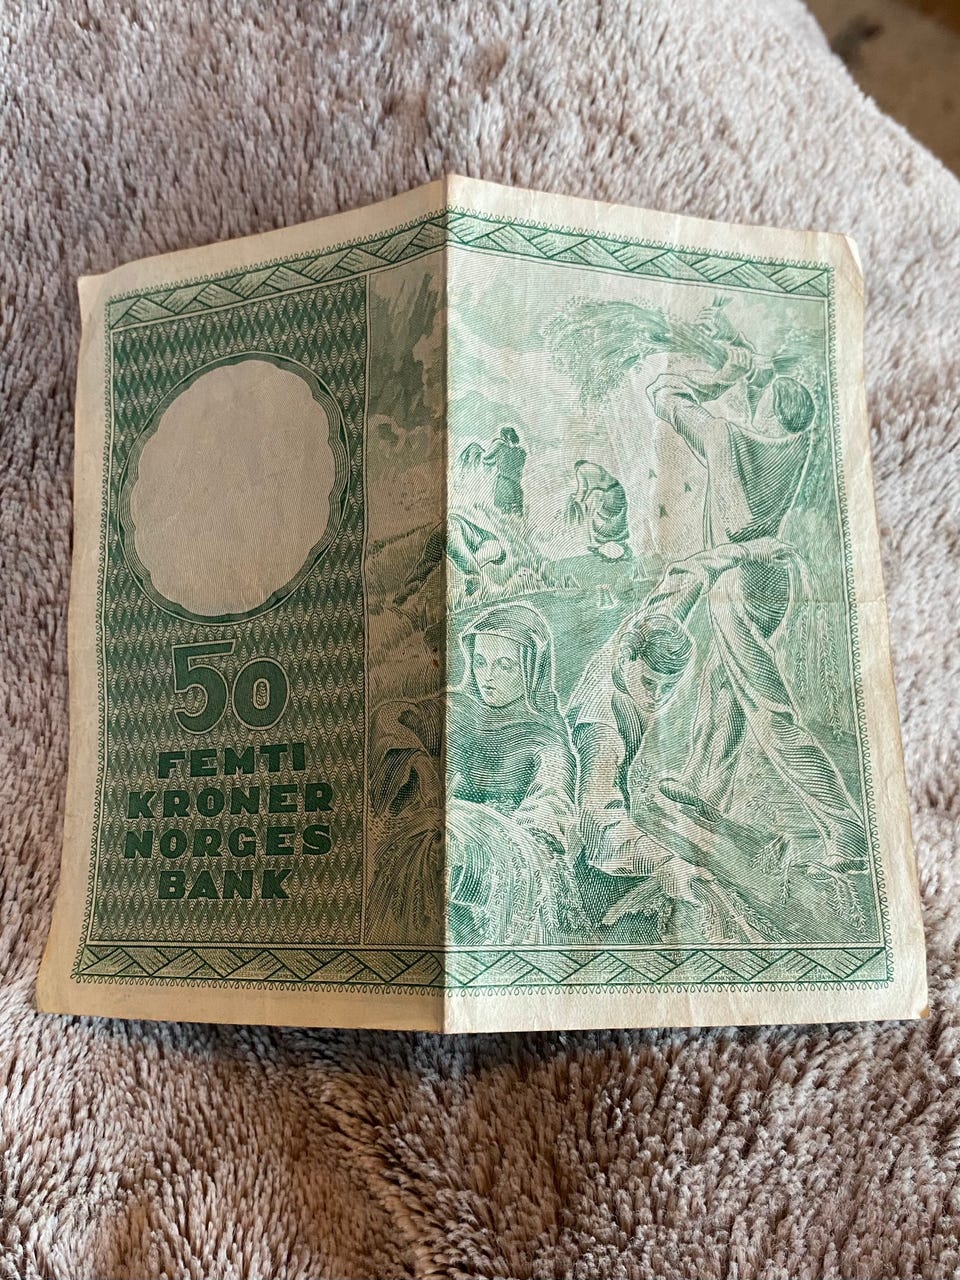 50
FEMTI
KRONER
NORGES
BANK